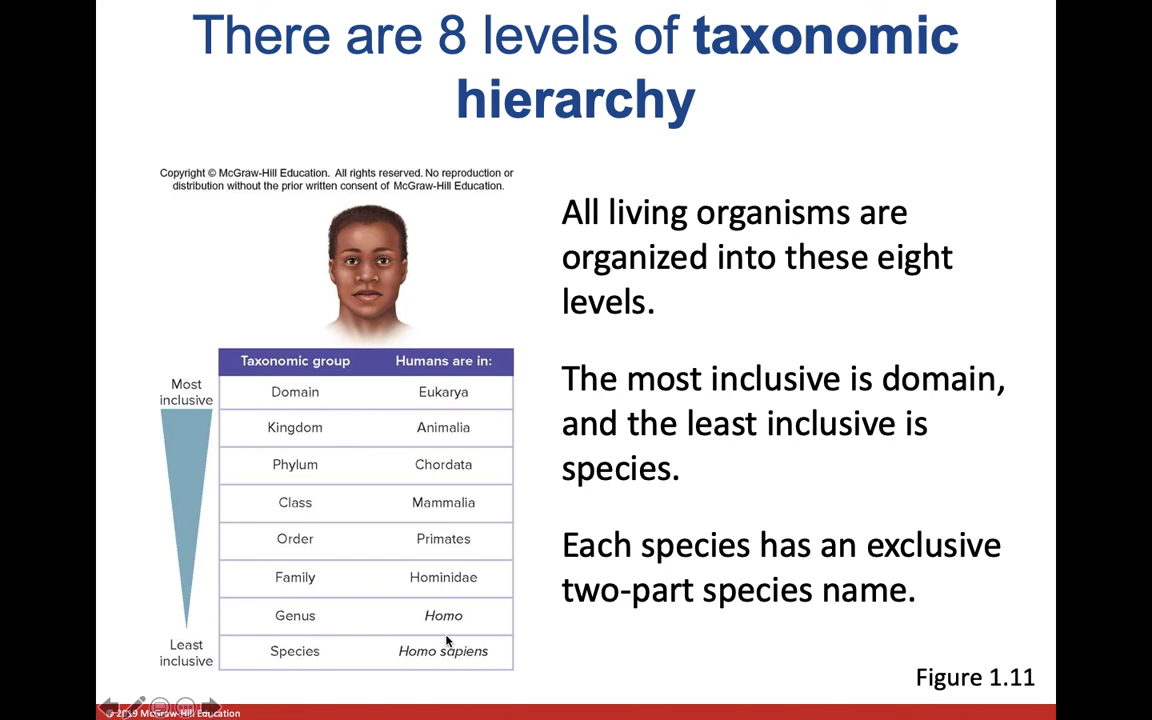 There are 8 levels of taxonomic
hierarchy
Copyright © McGraw-Hill Education. All rights reserved. No reproduction or
distribution without the prior written consent of McGraw-Hill Education.
All living organisms are
organized into these eight
levels.
The most inclusive is domain,
and the least inclusive is
species.
Each species has an exclusive
two-part species name.
Taxonomic group Humans are in:
Most
inclusive
Domain Eukarya
Kingdom Animalia
Phylum Chordata
Class Mammalia
Order Primates
Family Hominidae
Genus Homo
Species Homo sapiens
Least
inclusive
Figure 1.11
© 2019 McGraw-Hill Education